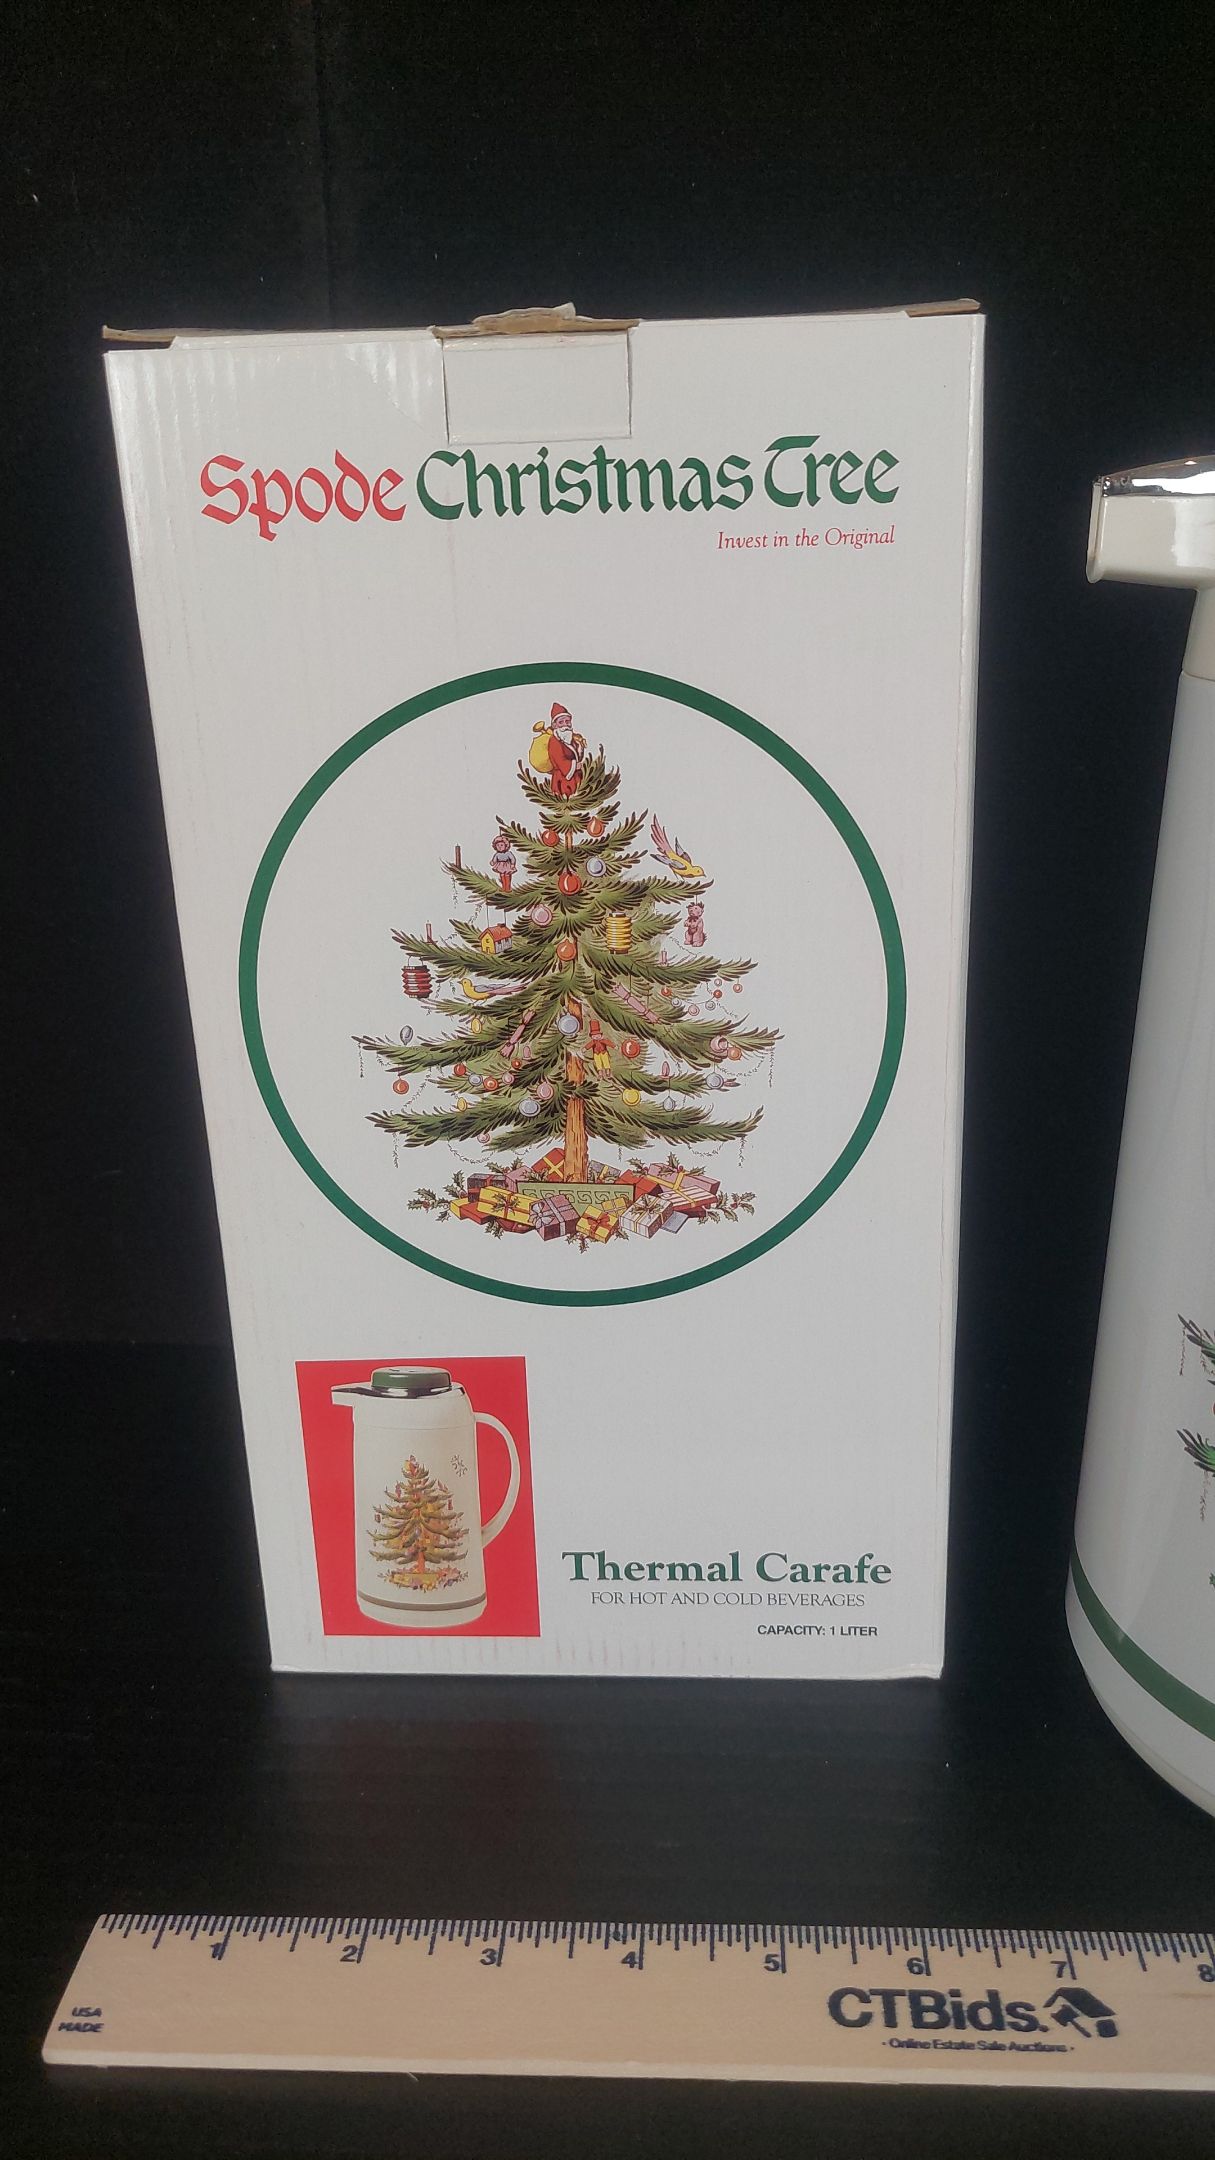 Spode Christmas Tree
Invest in the Original
Thermal Carafe
FOR HOT AND COLD BEVERAGES
CAPACITY: 1 LITER
1 2 3 4 5 6 7 8
USA
MADE
CTBids.
- Online Estate Sale Auctions -